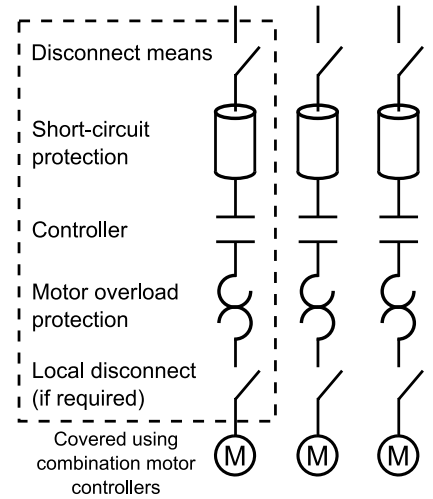 Disconnect means
Short-circuit
protection
Controller
Motor overload
protection
Local disconnect
(if required)
Covered using
combination motor
controllers
M M M